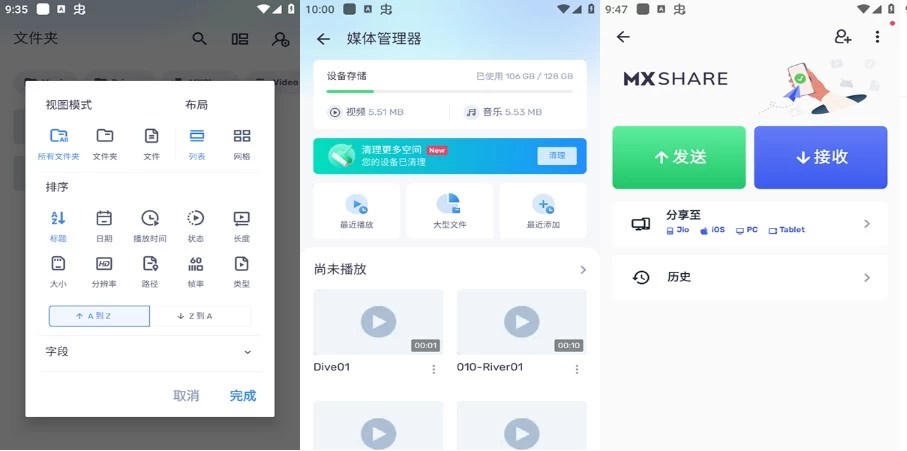 9:35
文件夹
Video
视图模式
布局
所有文件夹
文件夹
文件
列表
网格
排序
标题
日期
播放时间
状态
长度
大小
分辨率
路径
帧率
类型
A 到 Z
Z 到 A
字段
取消
完成
10:00
媒体管理器
设备存储
已使用 106 GB / 128 GB
视频 5.51 MB
音乐 5.53 MB
清理更多空间 New
您的设备已清理
清理
最近播放
大型文件
最近添加
尚未播放
00:01
00:10
Dive01
010-River01
9:47
MXSHARE
发送
接收
分享至
Jio
iOS
PC
Tablet
历史